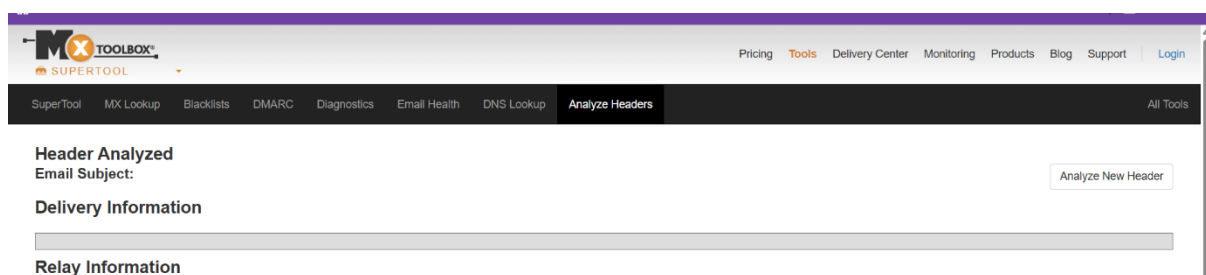 MX TOOLBOX®
Pricing Tools Delivery Center Monitoring Products Blog Support Login
SUPERTOOL
SuperTool MX Lookup Blacklists DMARC Diagnostics Email Health DNS Lookup Analyze Headers All Tools
Header Analyzed
Email Subject:
Analyze New Header
Delivery Information
Relay Information